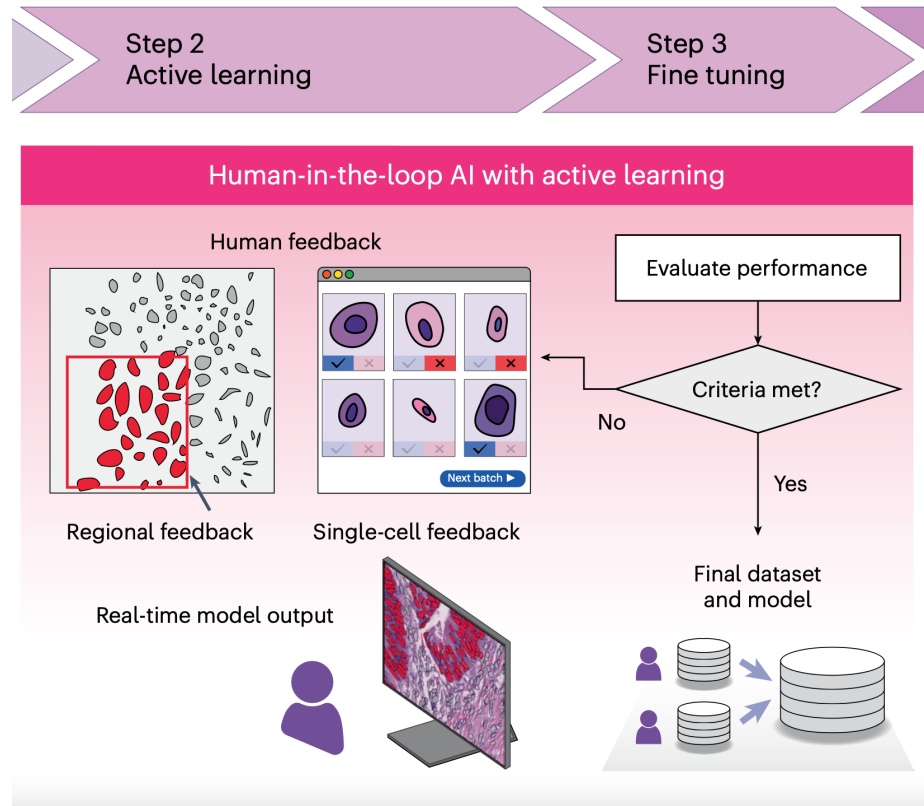 Step 2
Active learning
Step 3
Fine tuning
Human-in-the-loop AI with active learning
Human feedback
Next batch
Regional feedback
Single-cell feedback
Real-time model output
Evaluate performance
Criteria met?
No
Yes
Final dataset
and model